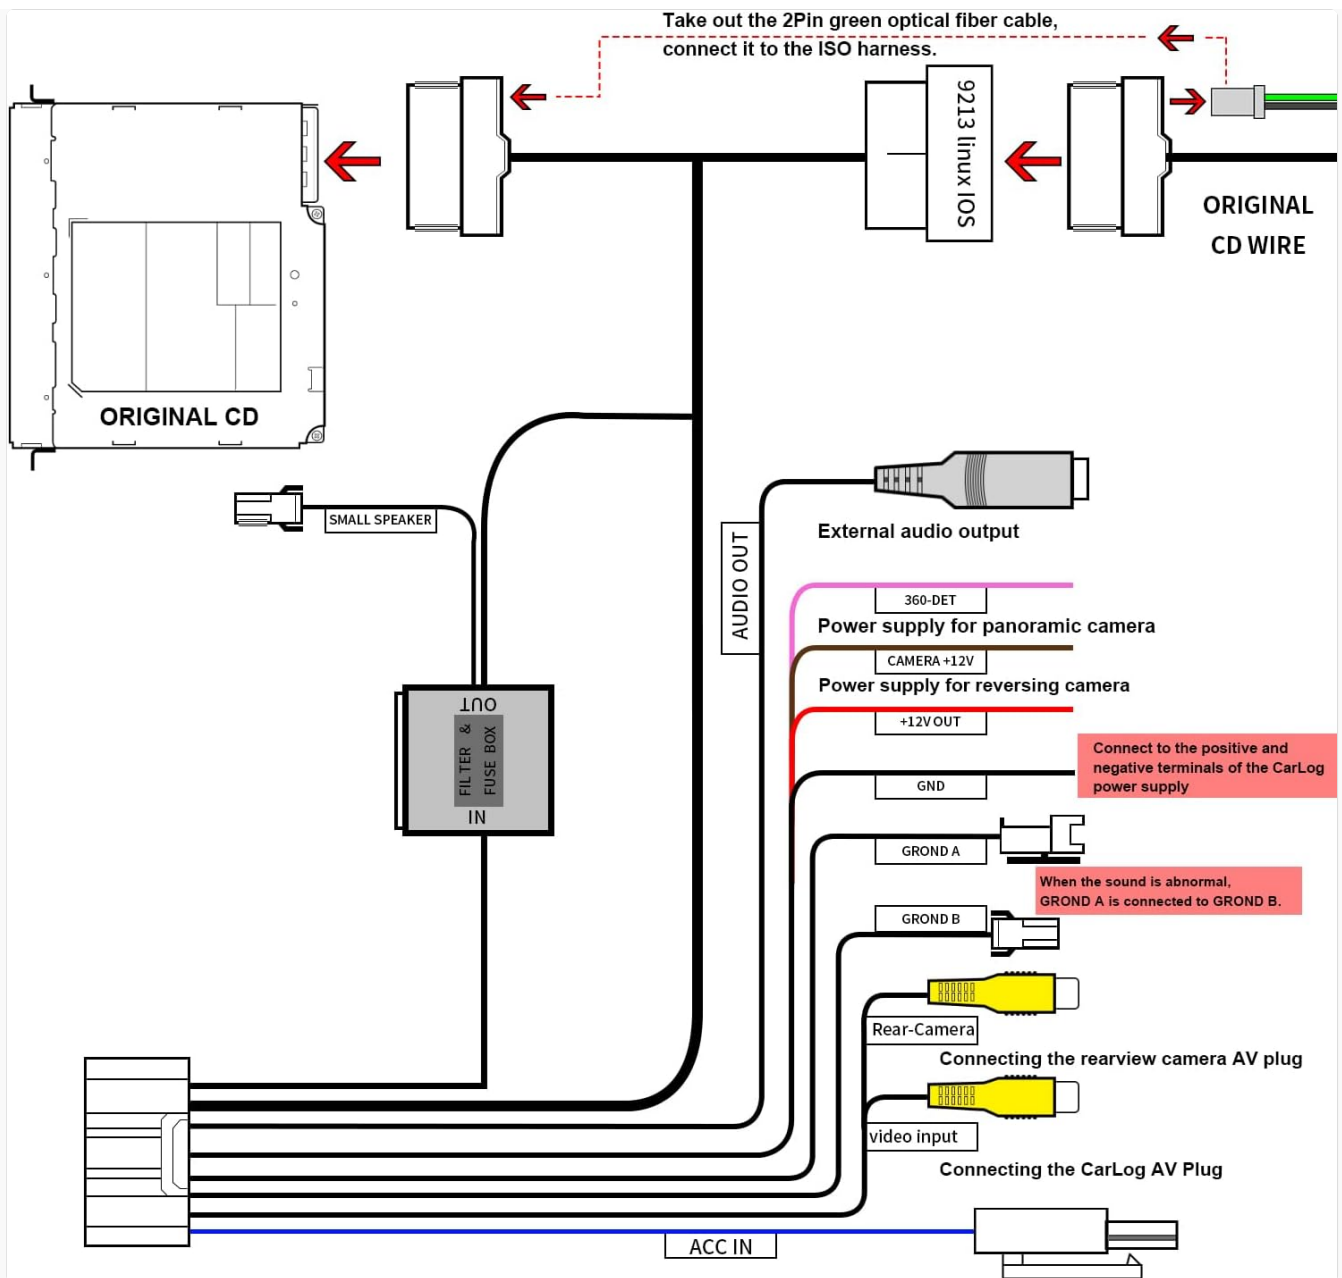 Take out the 2Pin green optical fiber cable,
connect it to the ISO harness.
9213 linux IOS
ORIGINAL
CD WIRE
ORIGINAL CD
SMALL SPEAKER
AUDIO OUT
External audio output
360-DET
Power supply for panoramic camera
CAMERA +12V
Power supply for reversing camera
+12V OUT
OUT
FILTER &
FUSE BOX
IN
Connect to the positive and
negative terminals of the CarLog
power supply
GND
GROND A
When the sound is abnormal,
GROND A is connected to GROND B.
GROND B
Rear-Camera
Connecting the rearview camera AV plug
video input
Connecting the CarLog AV Plug
ACC IN